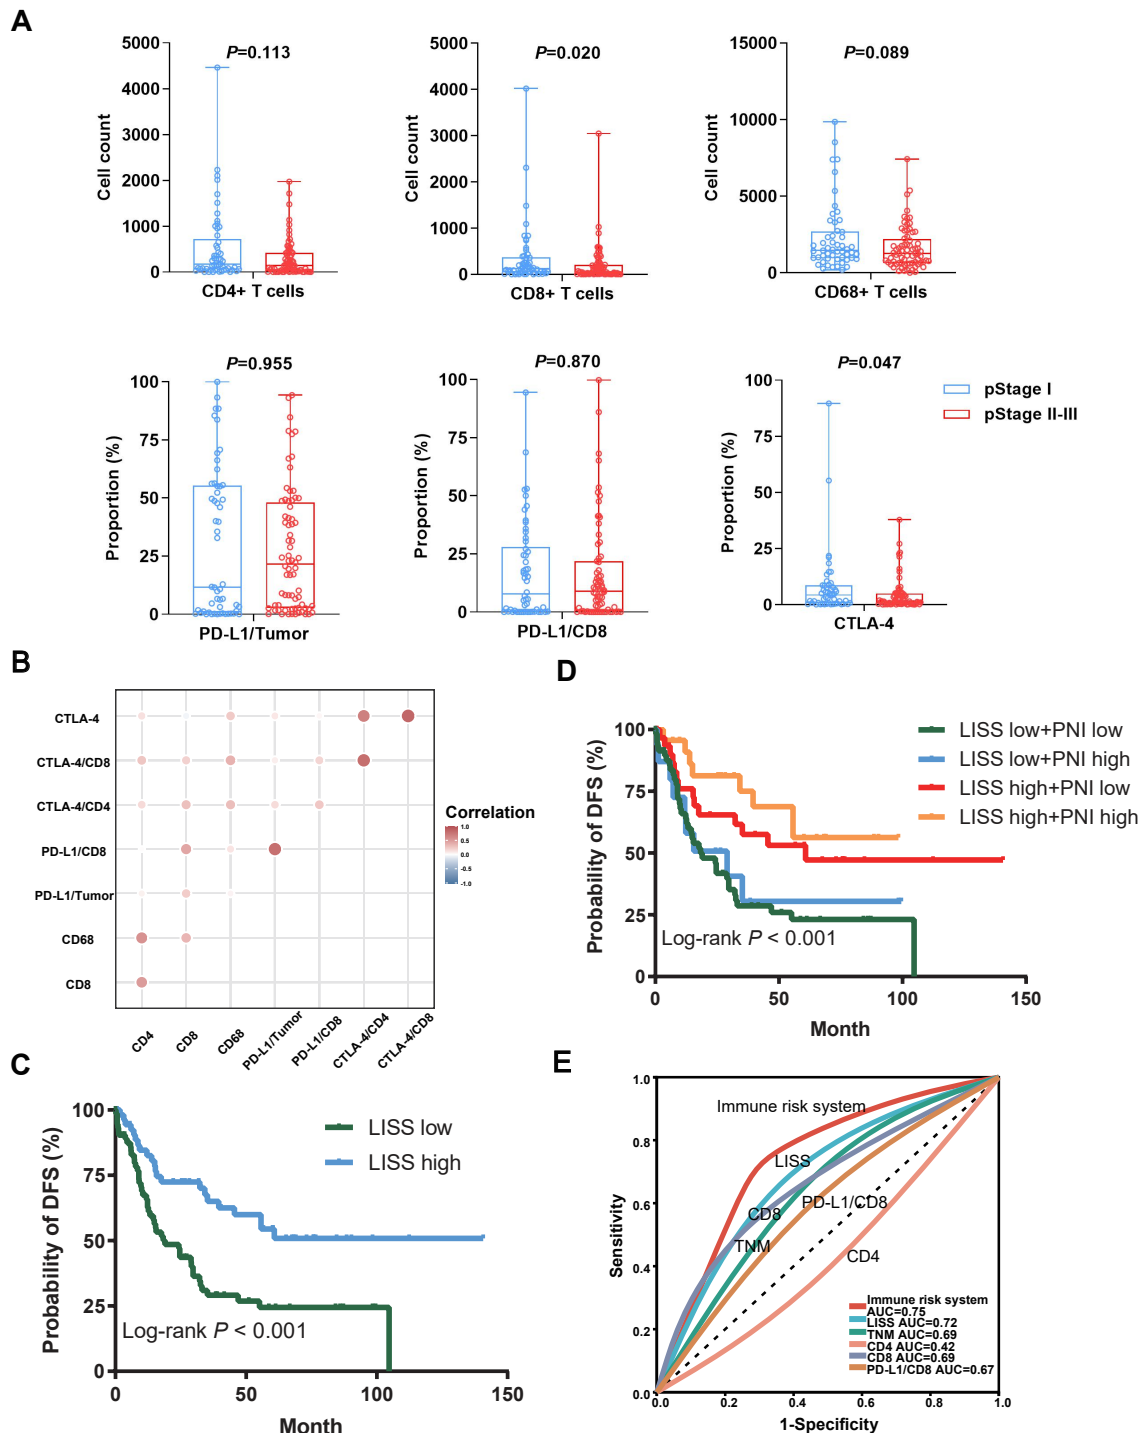 A
P=0.113
5000
4000
3000
2000
1000
0
Cell count
CD4+ T cells
P=0.020
5000
4000
3000
2000
1000
0
Cell count
CD8+ T cells
P=0.089
15000
10000
5000
0
Cell count
CD68+ T cells
P=0.955
100
75
50
25
0
Proportion (%)
PD-L1/Tumor
P=0.870
100
75
50
25
0
Proportion (%)
PD-L1/CD8
P=0.047
100
75
50
25
0
Proportion (%)
CTLA-4
pStage I
pStage II-III
B
CTLA-4
CTLA-4/CD8
CTLA-4/CD4
PD-L1/CD8
PD-L1/Tumor
CD68
CD8
CD4
CD8
CD68
PD-L1/Tumor
PD-L1/CD8
CTLA-4/CD4
CTLA-4/CD8
Correlation
1.0
0.5
0.0
-0.5
-1.0
D
100
75
50
25
0
Probability of DFS (%)
LISS low+PNI low
LISS low+PNI high
LISS high+PNI low
LISS high+PNI high
Log-rank P < 0.001
0
50
100
150
Month
C
100
75
50
25
0
Probability of DFS (%)
LISS low
LISS high
Log-rank P < 0.001
0
50
100
150
Month
E
1.0
0.8
0.6
0.4
0.2
0.0
Sensitivity
Immune risk system
LISS
PD-L1/CD8
CD8
TNM
CD4
Immune risk system
AUC=0.75
LISS AUC=0.72
TNM AUC=0.69
CD4 AUC=0.42
CD8 AUC=0.69
PD-L1/CD8 AUC=0.67
0.0
0.2
0.4
0.6
0.8
1.0
1-Specificity